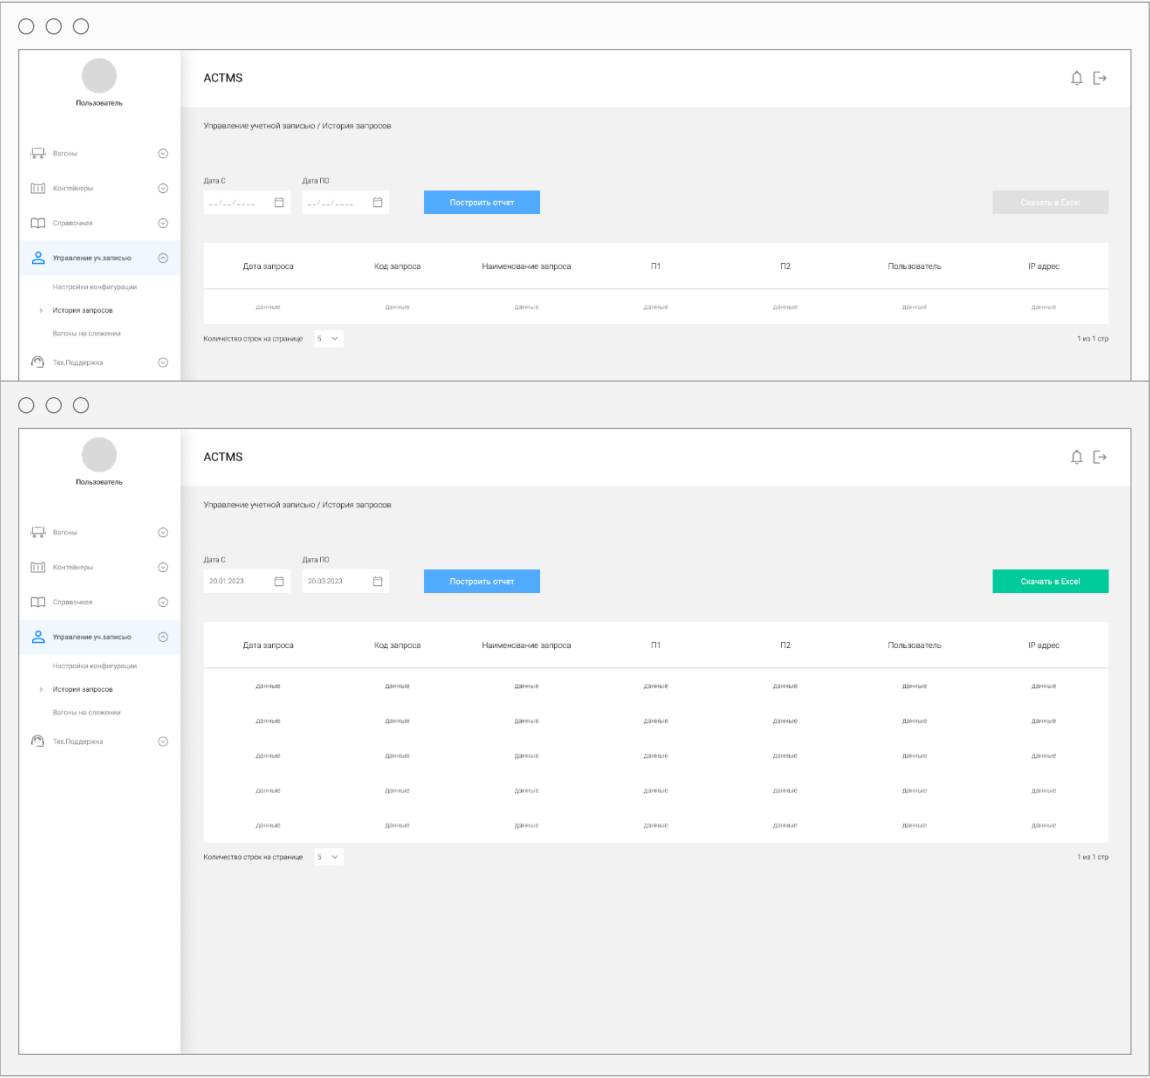 ACTMS
Пользователь
Управление учетной записью / История запросов
Вагоны
Контейнеры
Справочная
Управление уч.записью
Настройки конфигурации
История запросов
Вагоны на слежении
Тех.Поддержка
Дата С
Дата ПО
__/__/____
__/__/____
Построить отчет
Скачать в Excel
Дата запроса Код запроса Наименование запроса П1 П2 Пользователь IP адрес
данные данные данные данные данные данные данные
Количество строк на странице 5
1 из 1 стр
ACTMS
Пользователь
Управление учетной записью / История запросов
Вагоны
Контейнеры
Справочная
Управление уч.записью
Настройки конфигурации
История запросов
Вагоны на слежении
Тех.Поддержка
Дата С
Дата ПО
20.01.2023
20.03.2023
Построить отчет
Скачать в Excel
Дата запроса Код запроса Наименование запроса П1 П2 Пользователь IP адрес
данные данные данные данные данные данные данные
данные данные данные данные данные данные данные
данные данные данные данные данные данные данные
данные данные данные данные данные данные данные
данные данные данные данные данные данные данные
Количество строк на странице 5
1 из 1 стр